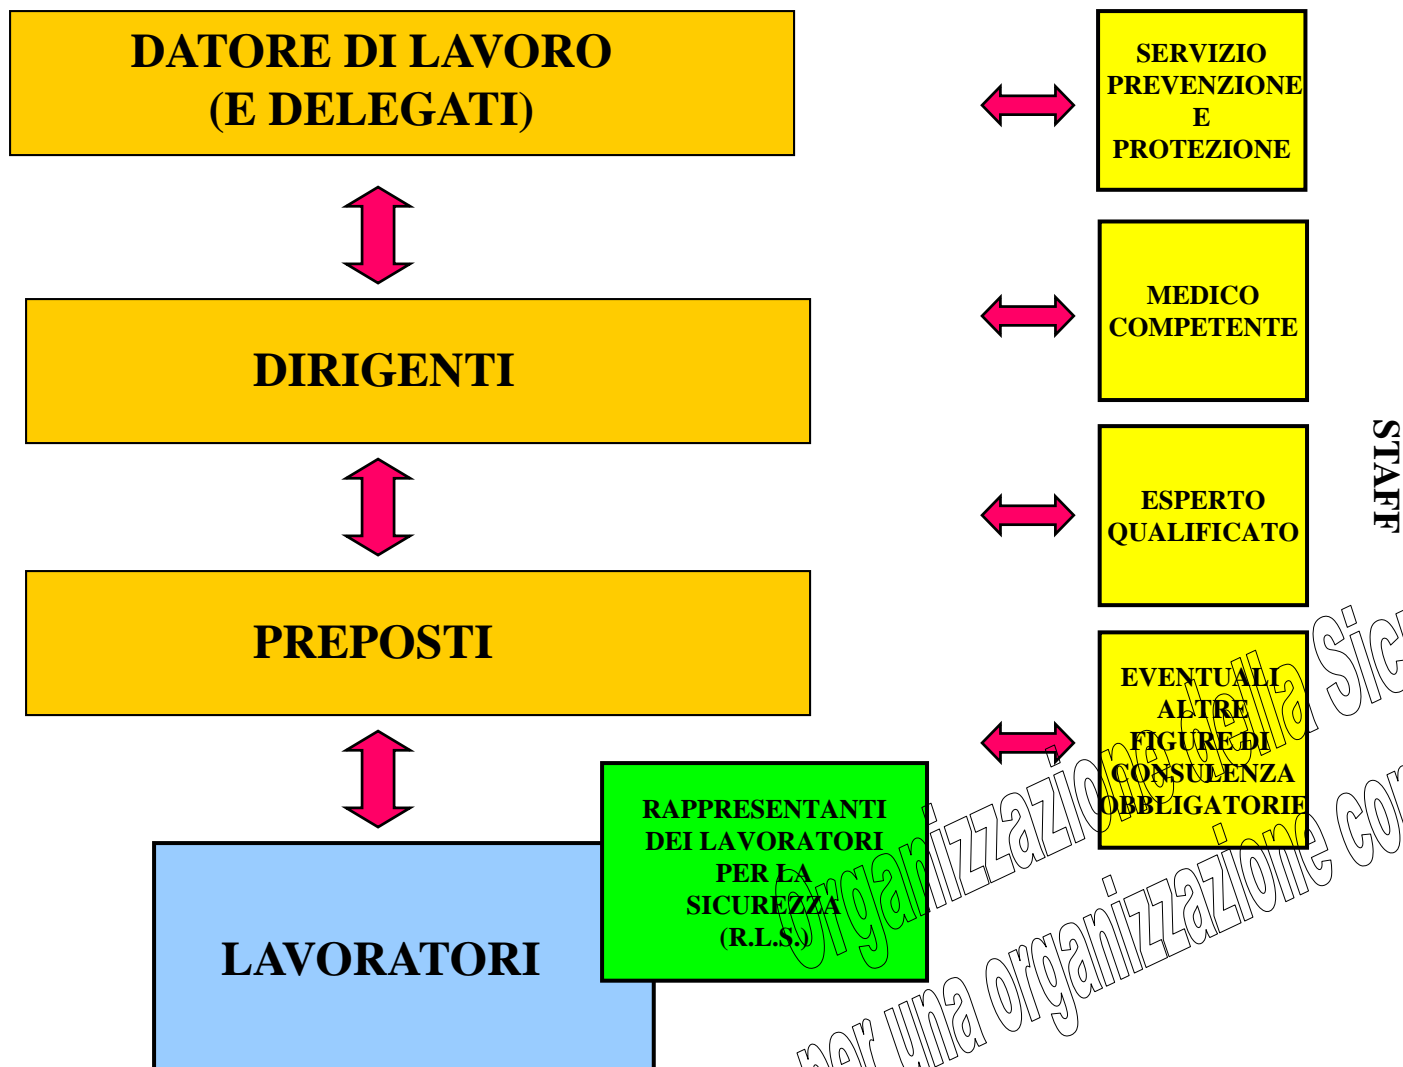 DATORE DI LAVORO
(E DELEGATI)
SERVIZIO
PREVENZIONE
E
PROTEZIONE
DIRIGENTI
MEDICO
COMPETENTE
STAFF
ESPERTO
QUALIFICATO
PREPOSTI
EVENTUALI
ALTRE
FIGURE DI
CONSULENZA
OBBLIGATORIE
RAPPRESENTANTI
DEI LAVORATORI
PER LA
SICUREZZA
(R.L.S.)
LAVORATORI
Organizzazione della
per una organizzazione